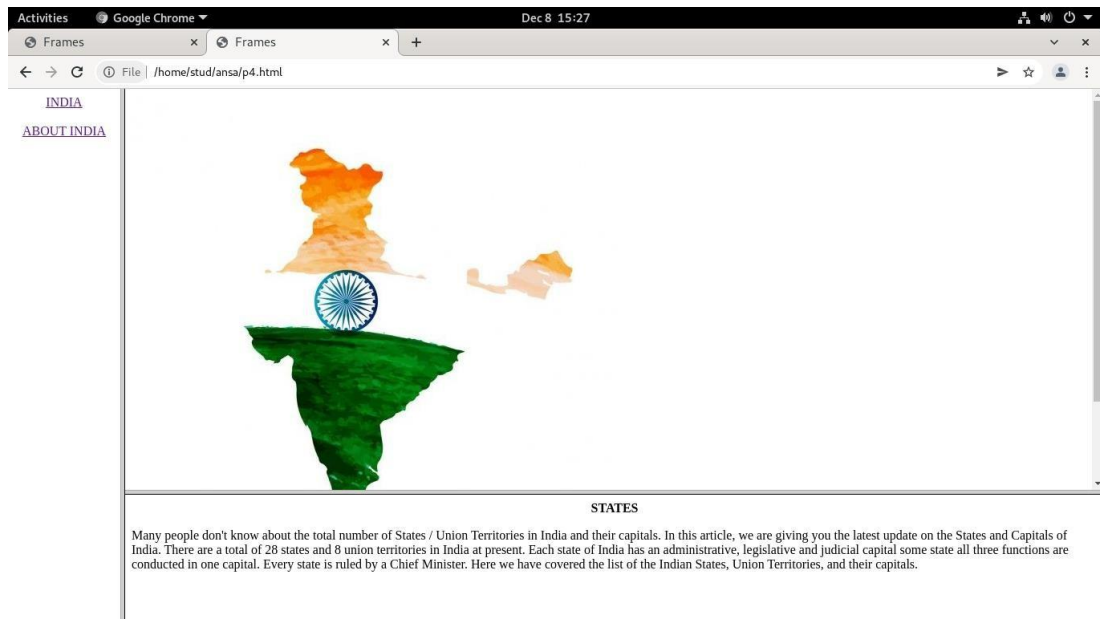 Activities Google Chrome Dec 8 15:27
Frames Frames
File /home/stud/ansa/p4.html
INDIA
ABOUT INDIA
STATES
Many people don't know about the total number of States / Union Territories in India and their capitals. In this article, we are giving you the latest update on the States and Capitals of
India. There are a total of 28 states and 8 union territories in India at present. Each state of India has an administrative, legislative and judicial capital some state all three functions are
conducted in one capital. Every state is ruled by a Chief Minister. Here we have covered the list of the Indian States, Union Territories, and their capitals.